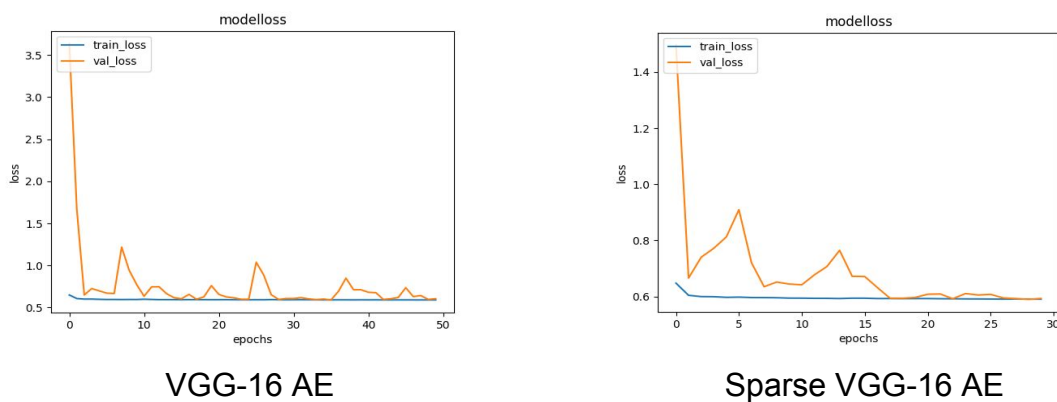 modelloss
train_loss
val_loss
3.5
3.0
2.5
2.0
1.5
1.0
0.5
loss
0 10 20 30 40 50
epochs
VGG-16 AE
modelloss
train_loss
val_loss
1.4
1.2
1.0
0.8
0.6
loss
0 5 10 15 20 25 30
epochs
Sparse VGG-16 AE